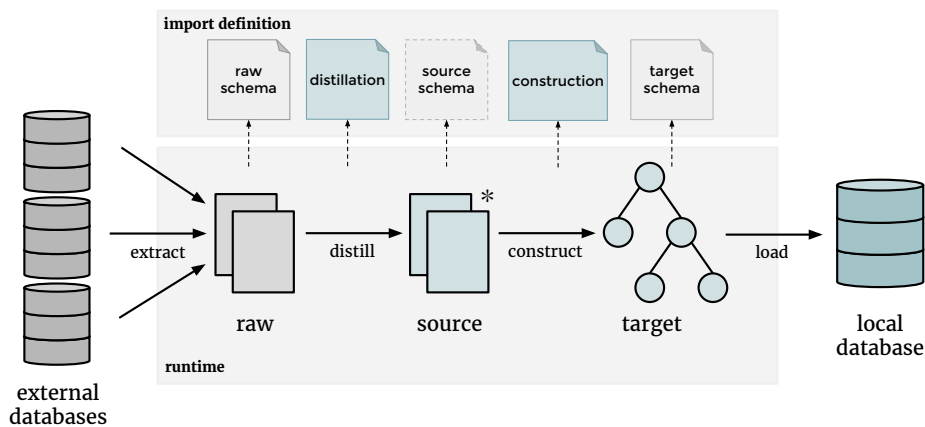 import definition
raw
schema
distillation
source
schema
construction
target
schema
extract
distill
*
construct
load
raw
source
target
local
database
runtime
external
databases